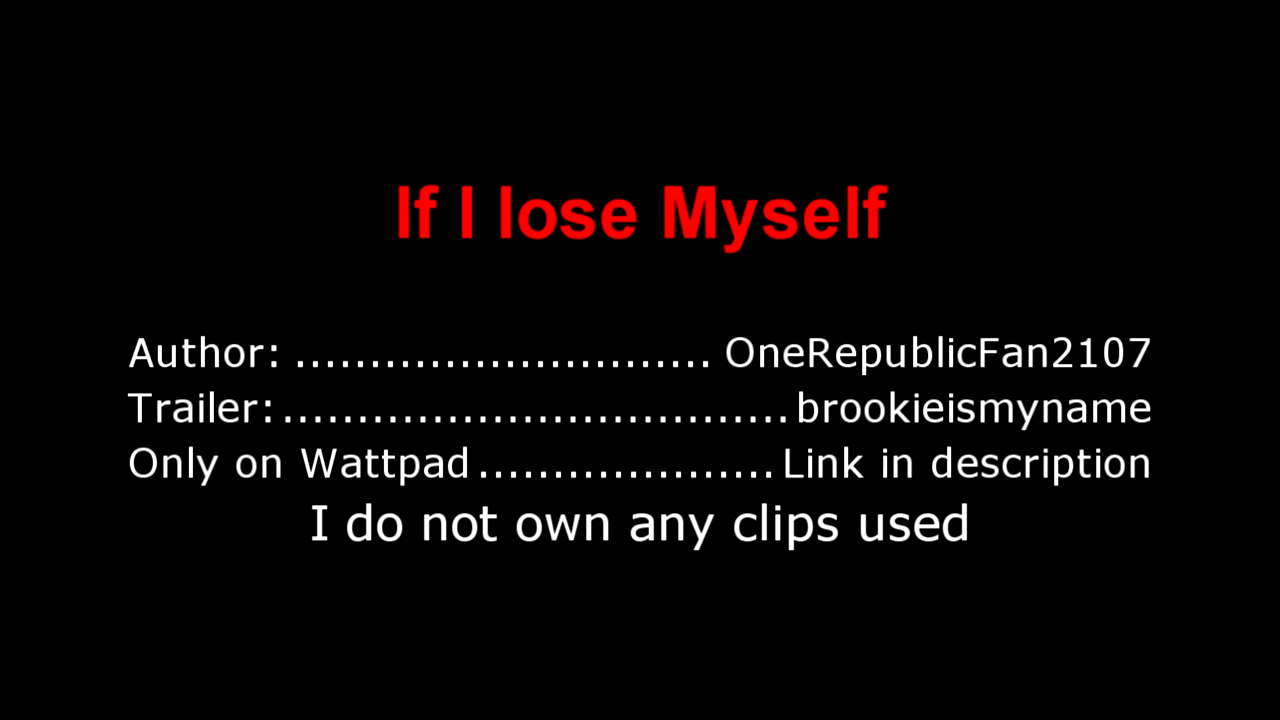 If I lose Myself
Author: ............................ OneRepublicFan2107
Trailer: .................................. brookieismyname
Only on Wattpad .................... Link in description
I do not own any clips used